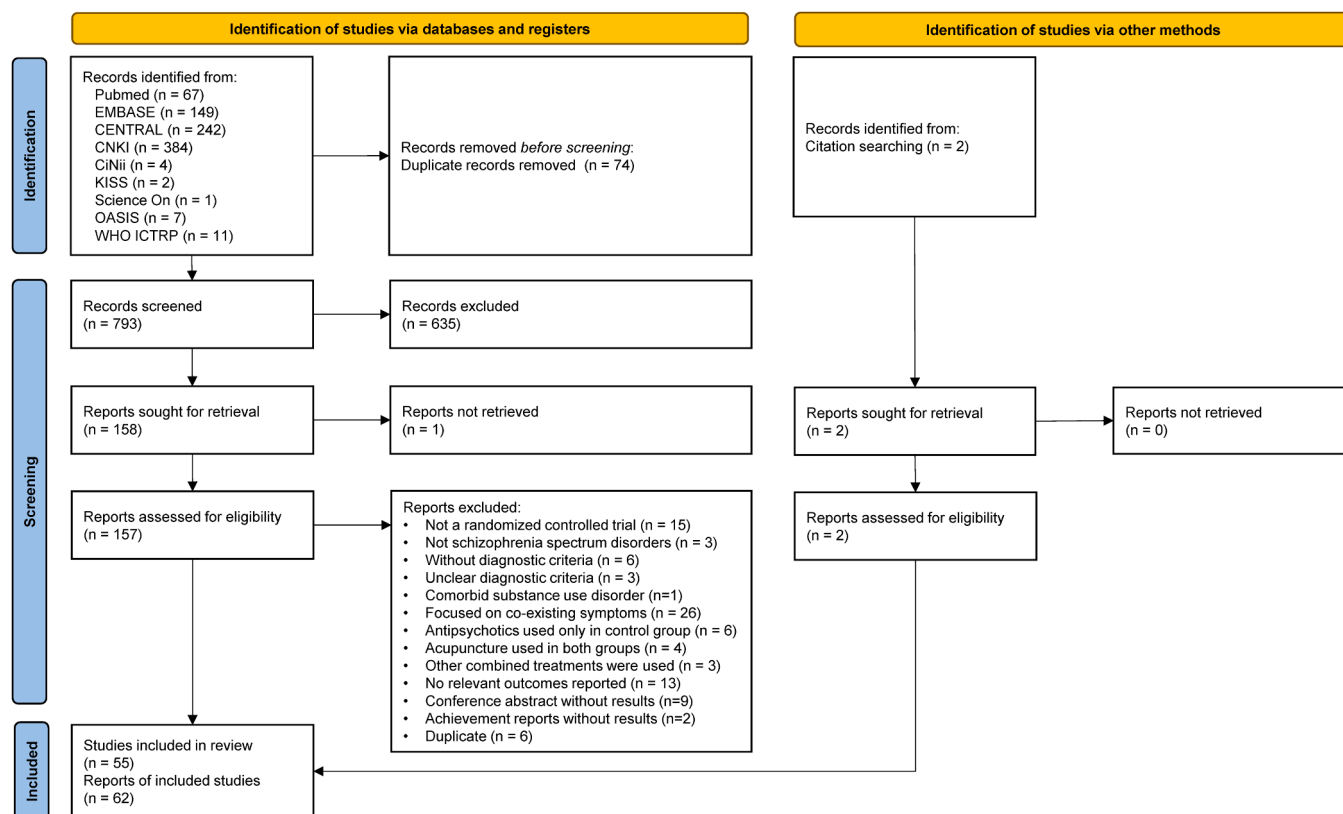 Identification of studies via databases and registers
Identification of studies via other methods
Identification
Records identified from:
Pubmed (n = 67)
EMBASE (n = 149)
CENTRAL (n = 242)
CNKI (n = 384)
CiNii (n = 4)
KISS (n = 2)
Science On (n = 1)
OASIS (n = 7)
WHO ICTRP (n = 11)
Records removed before screening:
Duplicate records removed (n = 74)
Records identified from:
Citation searching (n = 2)
Screening
Records screened
(n = 793)
Records excluded
(n = 635)
Reports sought for retrieval
(n = 158)
Reports not retrieved
(n = 1)
Reports sought for retrieval
(n = 2)
Reports not retrieved
(n = 0)
Reports assessed for eligibility
(n = 157)
Reports excluded:
• Not a randomized controlled trial (n = 15)
• Not schizophrenia spectrum disorders (n = 3)
• Without diagnostic criteria (n = 6)
• Unclear diagnostic criteria (n = 3)
• Comorbid substance use disorder (n=1)
• Focused on co-existing symptoms (n = 26)
• Antipsychotics used only in control group (n = 6)
• Acupuncture used in both groups (n = 4)
• Other combined treatments were used (n = 3)
• No relevant outcomes reported (n = 13)
• Conference abstract without results (n=9)
• Achievement reports without results (n=2)
• Duplicate (n = 6)
Reports assessed for eligibility
(n = 2)
Included
Studies included in review
(n = 55)
Reports of included studies
(n = 62)